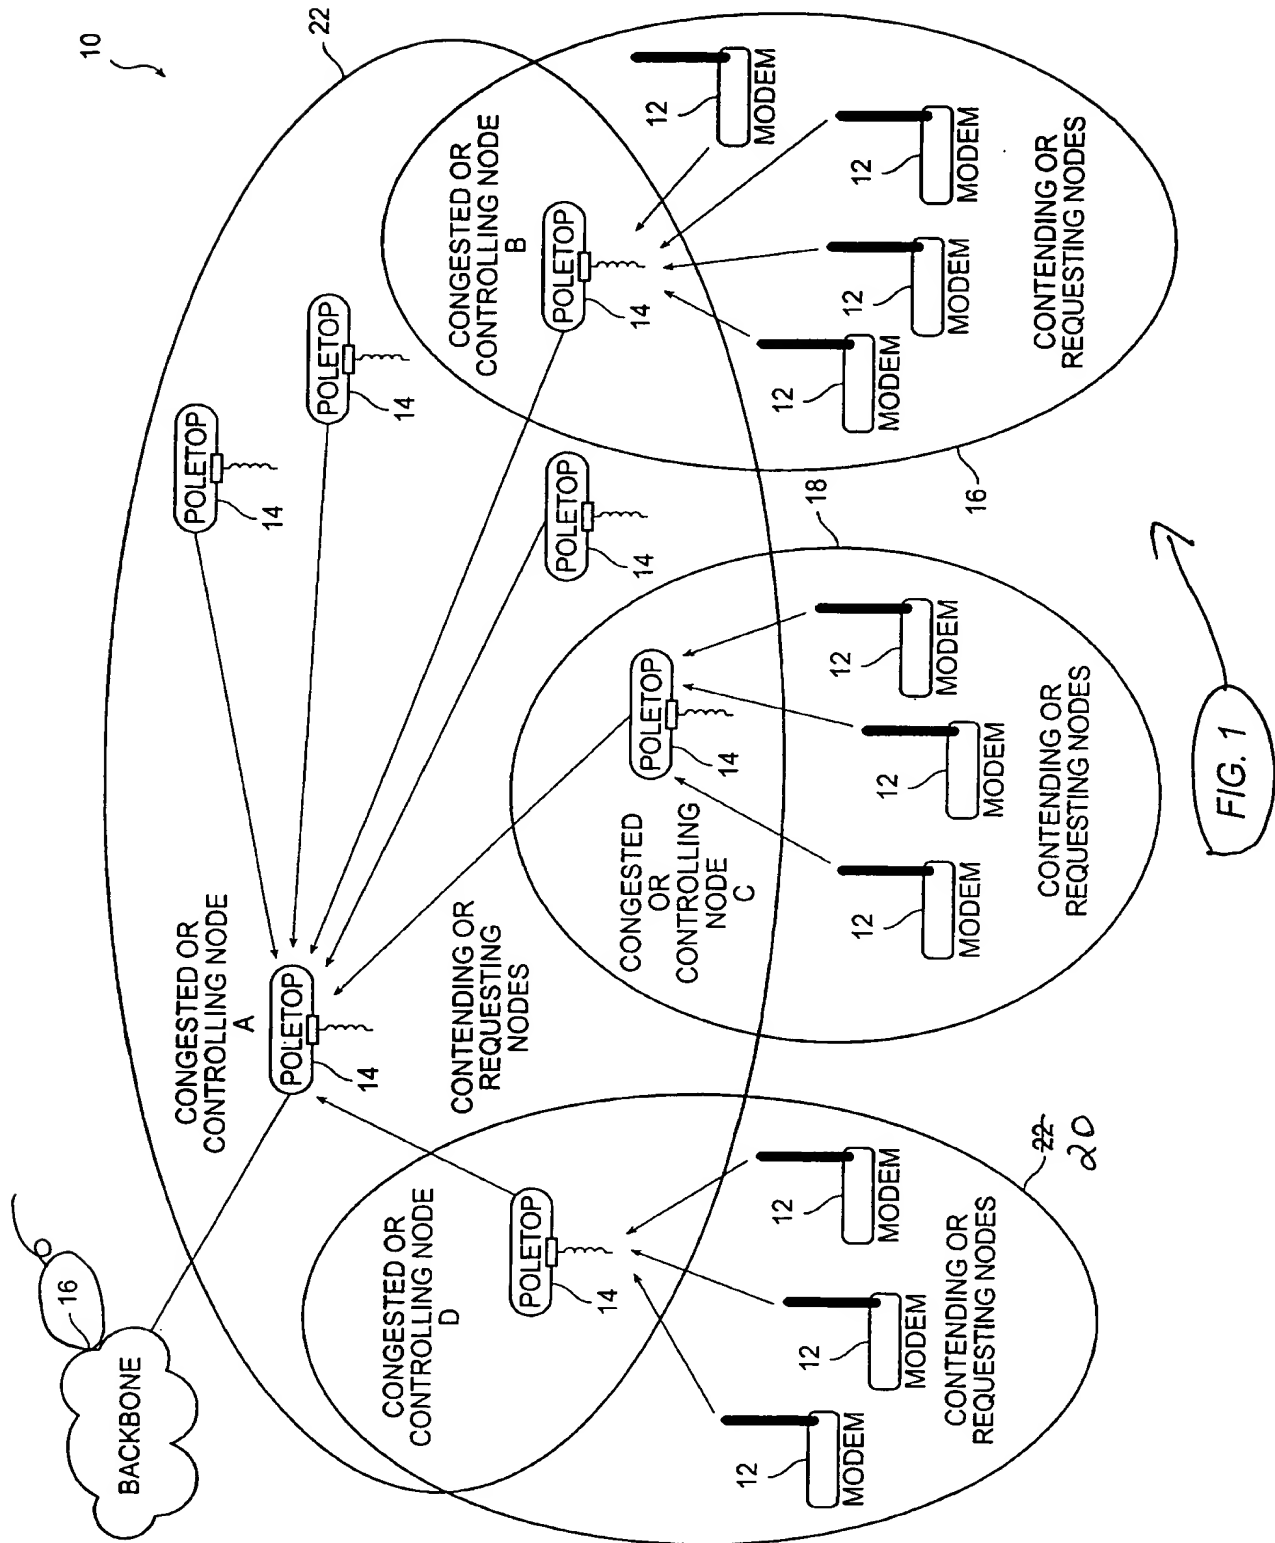 10
22
BACKBONE
16
CONGESTED OR
CONTROLLING NODE
A
POLETOP
14
POLETOP
14
POLETOP
14
CONTENDING OR
REQUESTING
NODES
CONGESTED OR
CONTROLLING NODE
D
POLETOP
14
CONGESTED
OR
CONTROLLING
NODE
C
POLETOP
14
POLETOP
14
CONGESTED OR
CONTROLLING NODE
B
POLETOP
14
12
MODEM
12
MODEM
12
MODEM
CONTENDING OR
REQUESTING NODES
22
20
12
MODEM
12
MODEM
12
MODEM
CONTENDING OR
REQUESTING NODES
18
12
MODEM
12
MODEM
12
MODEM
12
MODEM
CONTENDING OR
REQUESTING NODES
16
FIG. 1